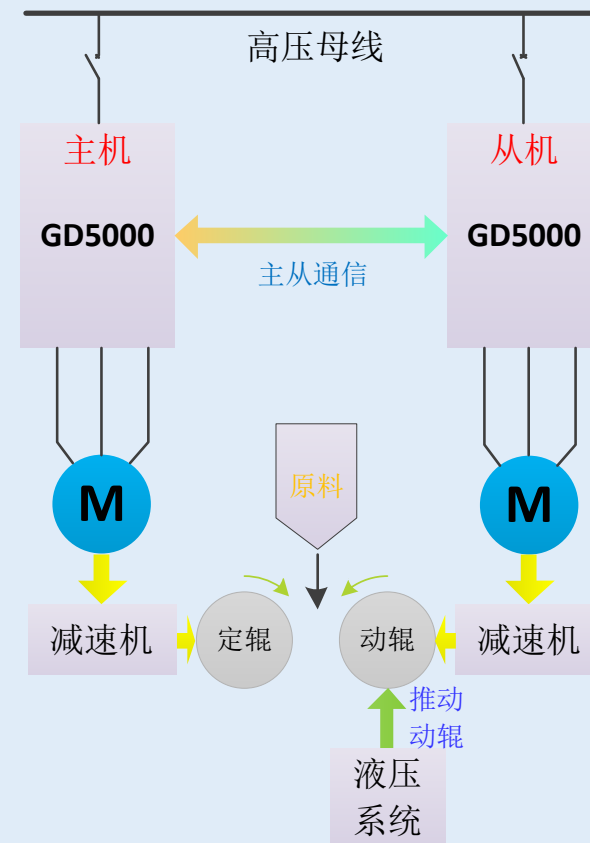 高压母线
主机
从机
GD5000
GD5000
主从通信
原料
M
M
减速机
定辊
动辊
减速机
推动
动辊
液压
系统